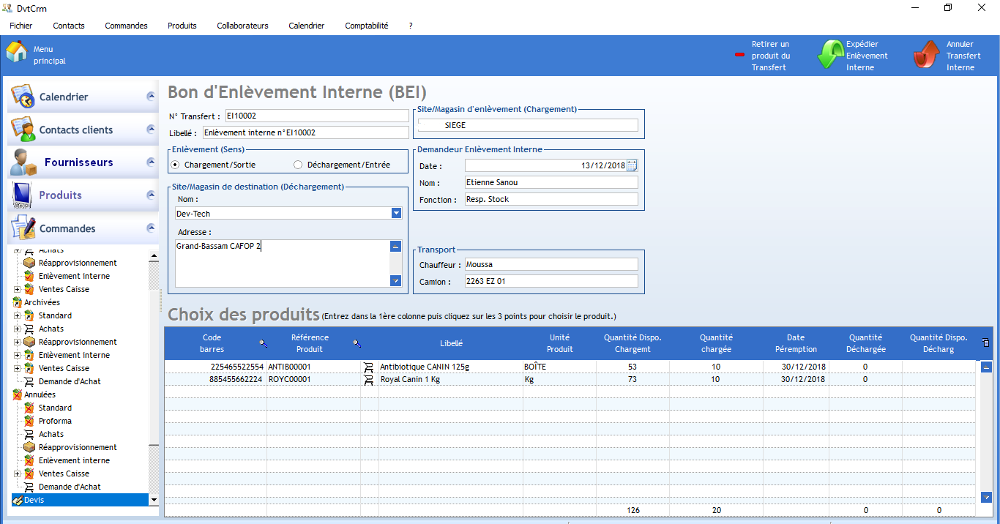 DvtCrm
Fichier Contacts Commandes Produits Collaborateurs Calendrier Comptabilité ?
Menu
principal
Retirer un
produit du
Transfert
Expédier
Enlèvement
Interne
Annuler
Transfert
Interne
Calendrier
Contacts clients
Fournisseurs
Produits
Commandes
Achats
Réapprovisionnement
Enlèvement interne
Ventes Caisse
Archivées
Standard
Achats
Réapprovisionnement
Enlèvement interne
Ventes Caisse
Demande d'Achat
Annulées
Standard
Proforma
Achats
Réapprovisionnement
Enlèvement interne
Ventes Caisse
Demande d'Achat
Devis
Bon d'Enlèvement Interne (BEI)
N° Transfert : EI10002
Libellé : Enlèvement interne n°EI10002
Enlèvement (Sens)
Chargement/Sortie Déchargement/Entrée
Site/Magasin de destination (Déchargement)
Nom :
Dev-Tech
Adresse :
Grand-Bassam CAFOP 2
Site/Magasin d'enlèvement (Chargement)
SIEGE
Demandeur Enlèvement Interne
Date : 13/12/2018
Nom : Etienne Sanou
Fonction : Resp. Stock
Transport
Chauffeur : Moussa
Camion : 2263 EZ 01
Choix des produits (Entrez dans la 1ère colonne puis cliquez sur les 3 points pour choisir le produit.)
Code barres Référence Produit Libellé Unité Produit Quantité Dispo. Chargemt Quantité chargée Date Péremption Quantité Déchargée Quantité Dispo. Décharg
225465522554 ANTIB00001 Antibiotique CANIN 125g BOÎTE 53 10 30/12/2018 0
885455662224 ROYC00001 Royal Canin 1 Kg Kg 73 10 30/12/2018 0
126 20 0 0